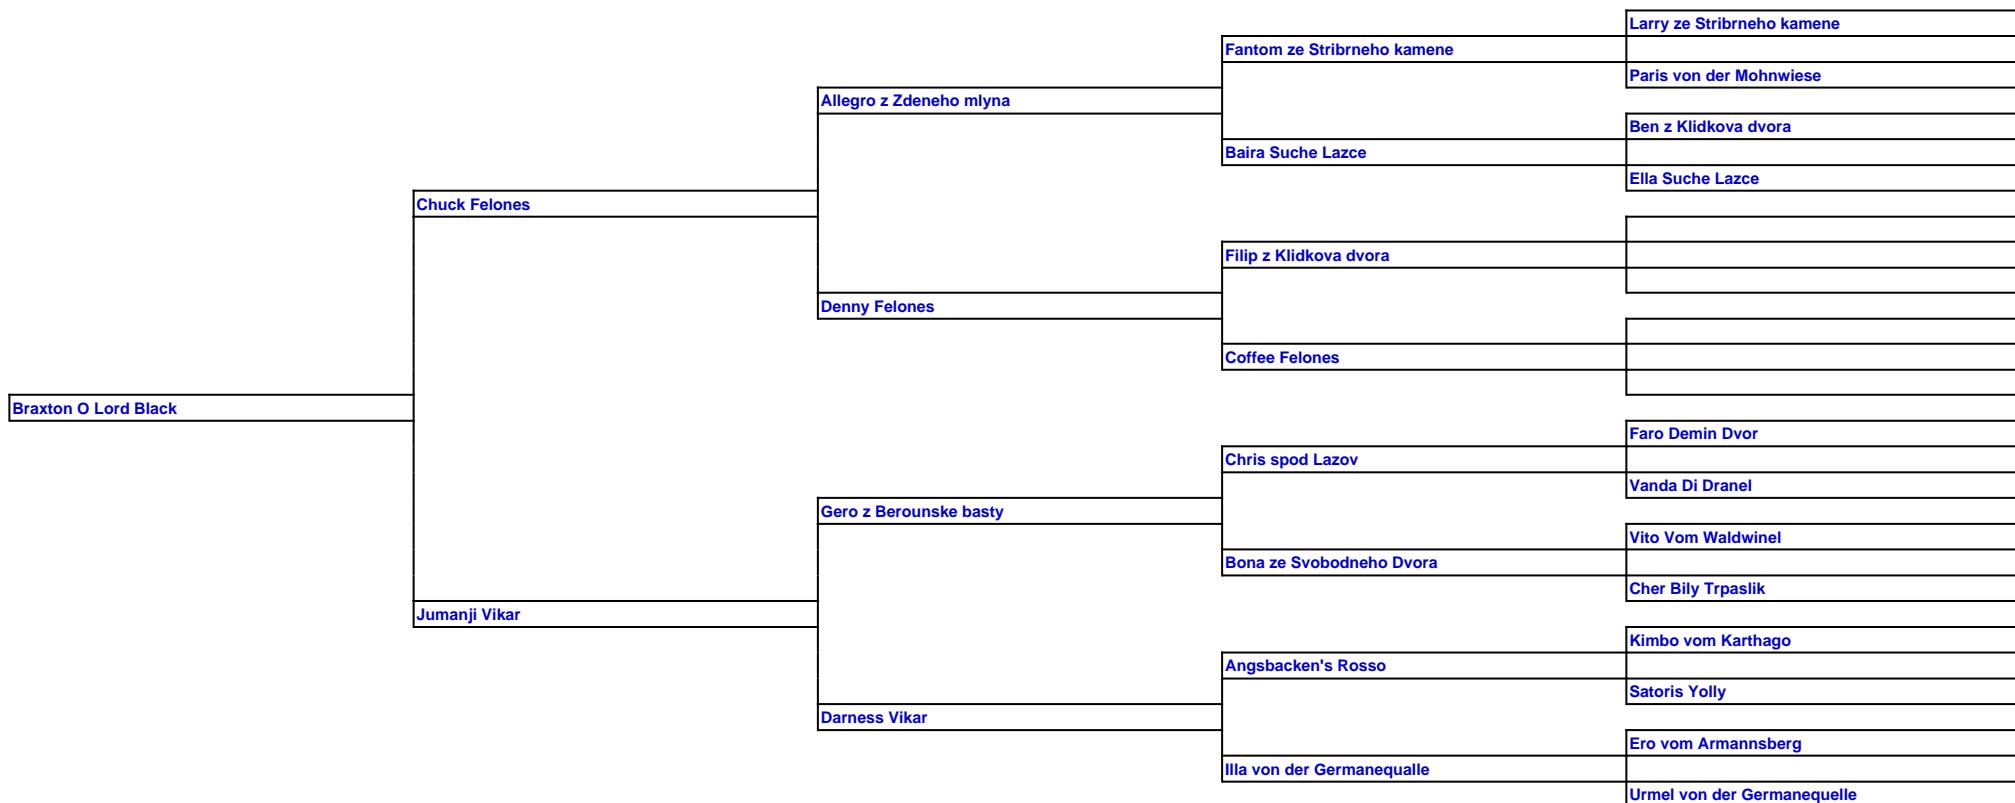 Larry ze Stribrneho kamene
Fantom ze Stribrneho kamene
Paris von der Mohnwiese
Allegro z Zdeneho mlyna
Ben z Klidkova dvora
Baira Suche Lazce
Ella Suche Lazce
Chuck Felones
Filip z Klidkova dvora
Denny Felones
Coffee Felones
Braxton O Lord Black
Faro Demin Dvor
Chris spod Lazov
Vanda Di Dranel
Gero z Berounske basty
Vito Vom Waldwinel
Bona ze Svobodneho Dvora
Cher Bily Trpaslik
Jumanji Vikar
Kimbo vom Karthago
Angsbacken's Rosso
Satoris Yolly
Darness Vikar
Ero vom Armannsberg
Illa von der Germanequalle
Urmel von der Germanequelle